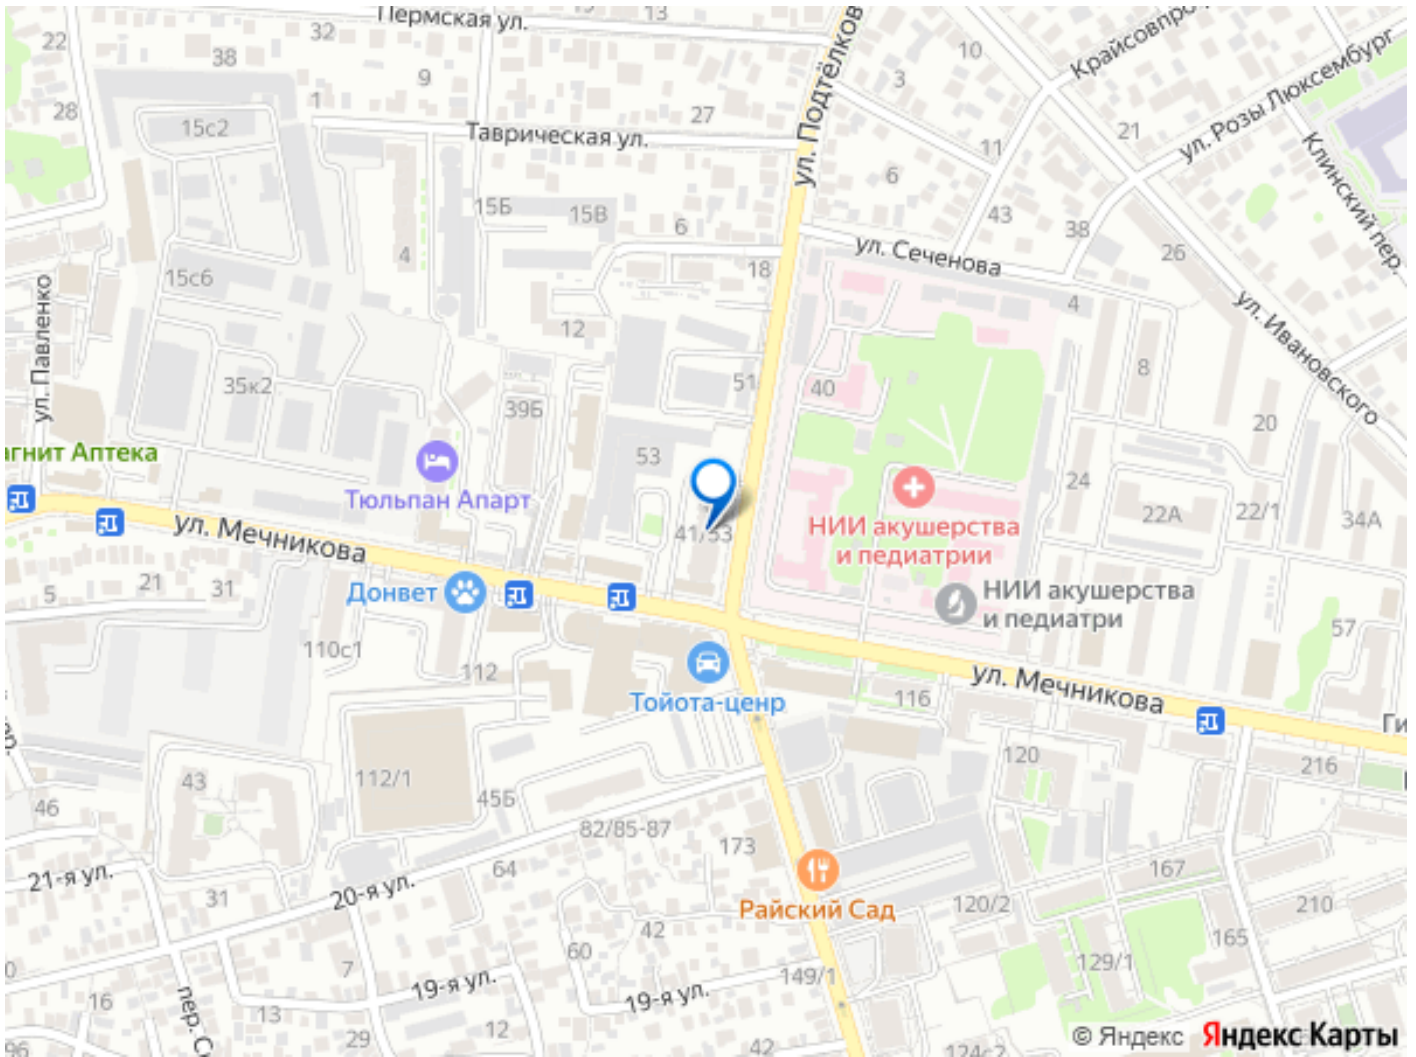 Пермская ул.
13
32
22
38
10
Крайсовпро
ул. Подтёлков
9
3
ул. Розы Люксембург
28
1
27
15с2
21
Таврическая ул.
11
Клинский пер.
6
15Б
15В
43
6
38
4
26
ул. Сеченова
18
15с6
4
ул. Павленко
12
ул. Ивановского
8
51
35к2
40
39Б
20
агнит Аптека
53
24
Тюльпан Апарт
22А
22/1
34А
ул. Мечникова
41/53
НИИ акушерства
и педиатрии
21
31
5
Донвет
НИИ акушерства
и педиатри
57
110с1
112
ул. Мечникова
116
Тойота-ценр
Ги
120
216
43
112/1
45Б
46
82/85-87
173
64
167
21-я ул.
20-я ул.
31
Райский Сад
120/2
210
42
165
60
7
129/1
149/1
19-я ул.
19-я ул.
16
пер. С
13
12
39
42
124с2
© Яндекс
Яндекс Карты